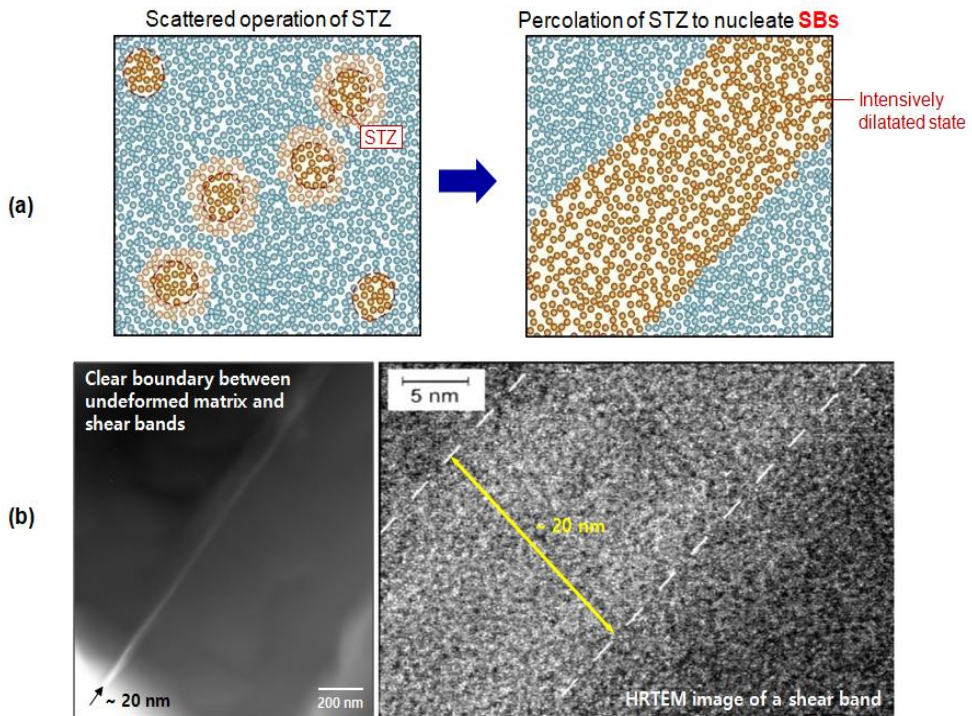 Scattered operation of STZ
Percolation of STZ to nucleate SBs
STZ
Intensively
dilatated state
(a)
Clear boundary between
undeformed matrix and
shear bands
5 nm
~ 20 nm
(b)
~ 20 nm
200 nm
HRTEM image of a shear band